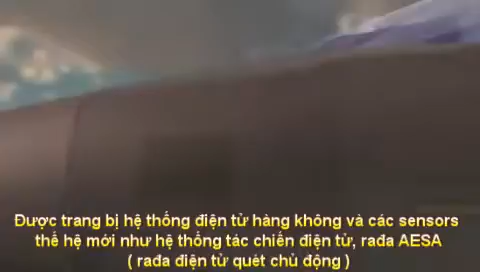 Được trang bị hệ thống điện tử hàng không và các sensors
thế hệ mới như hệ thống tác chiến điện tử, rađa AESA
( rađa điện tử quét chủ động )